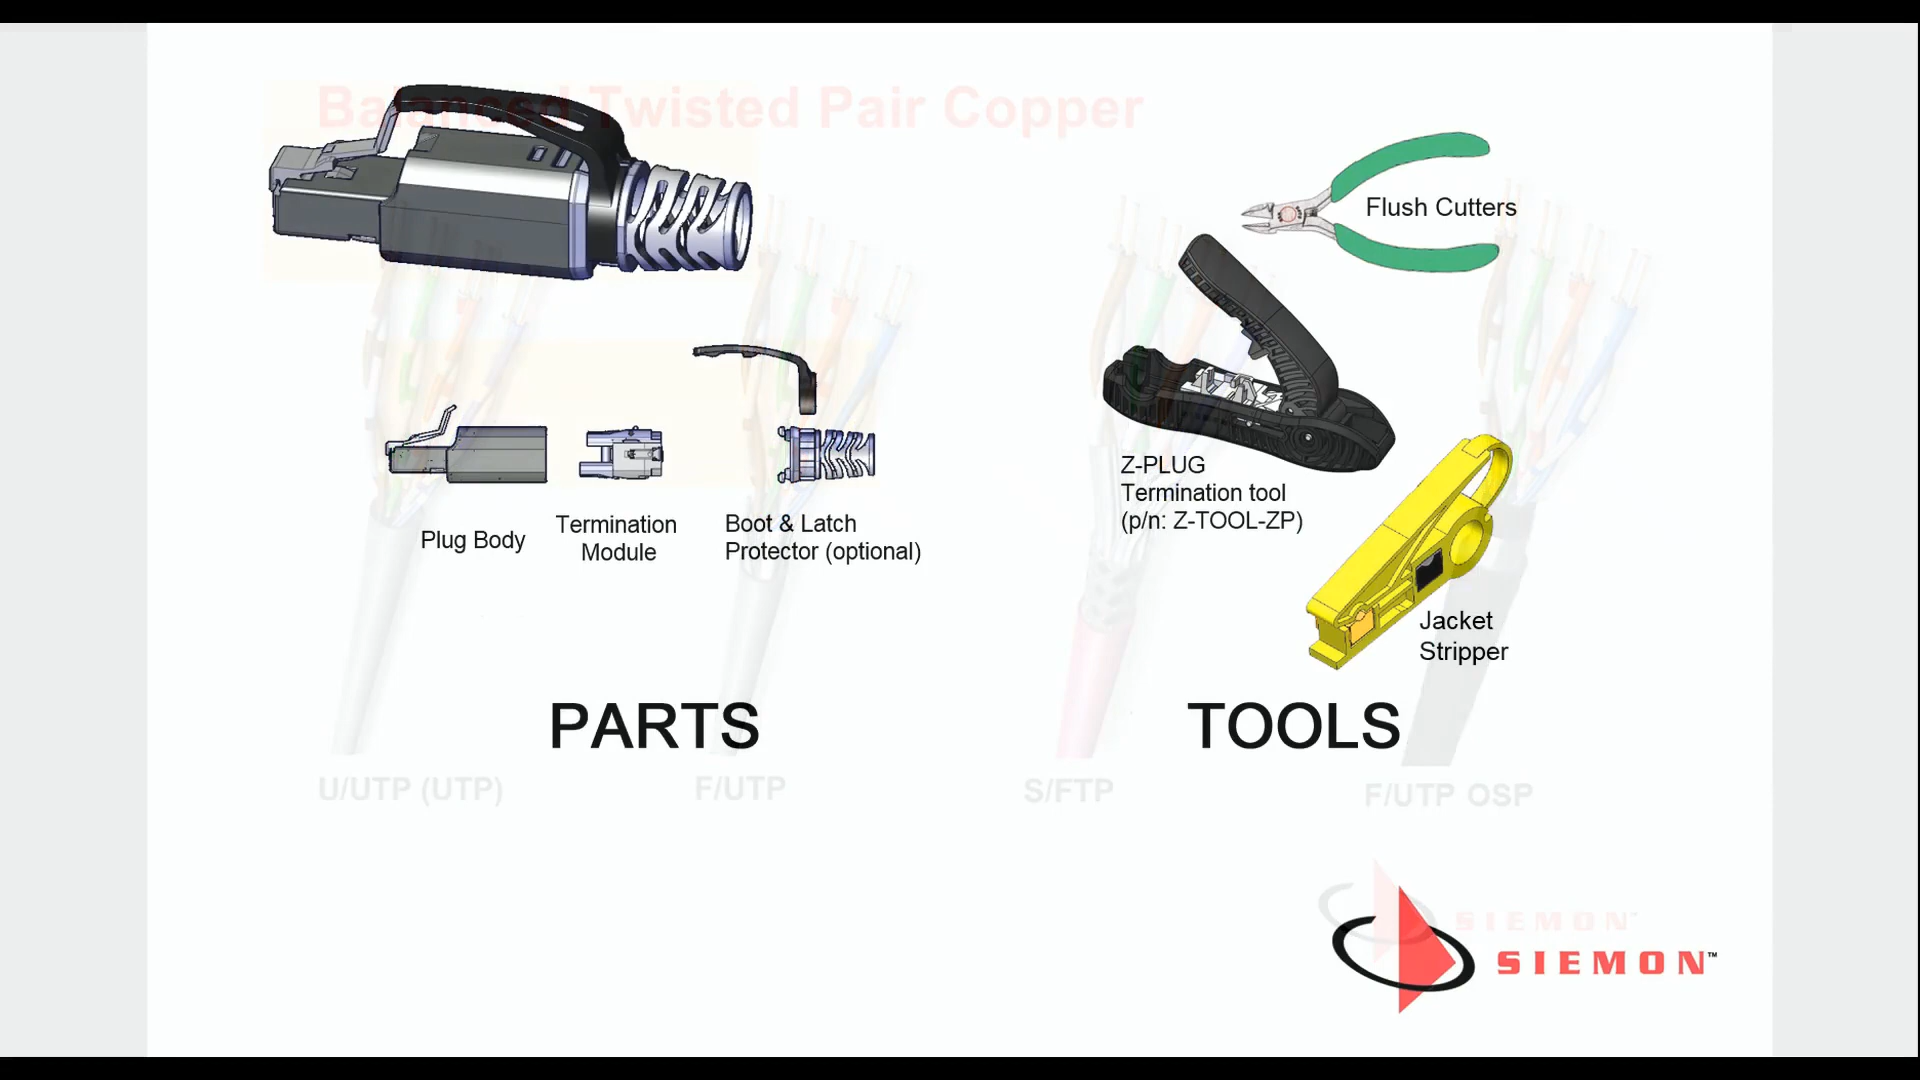 Balanced Twisted Pair Copper
Flush Cutters
Z-PLUG
Termination tool
(p/n: Z-TOOL-ZP)
Plug Body
Termination
Module
Boot & Latch
Protector (optional)
Jacket
Stripper
PARTS
TOOLS
U/UTP (UTP)
F/UTP
S/FTP
F/UTP OSP
SIEMON™
SIEMON™